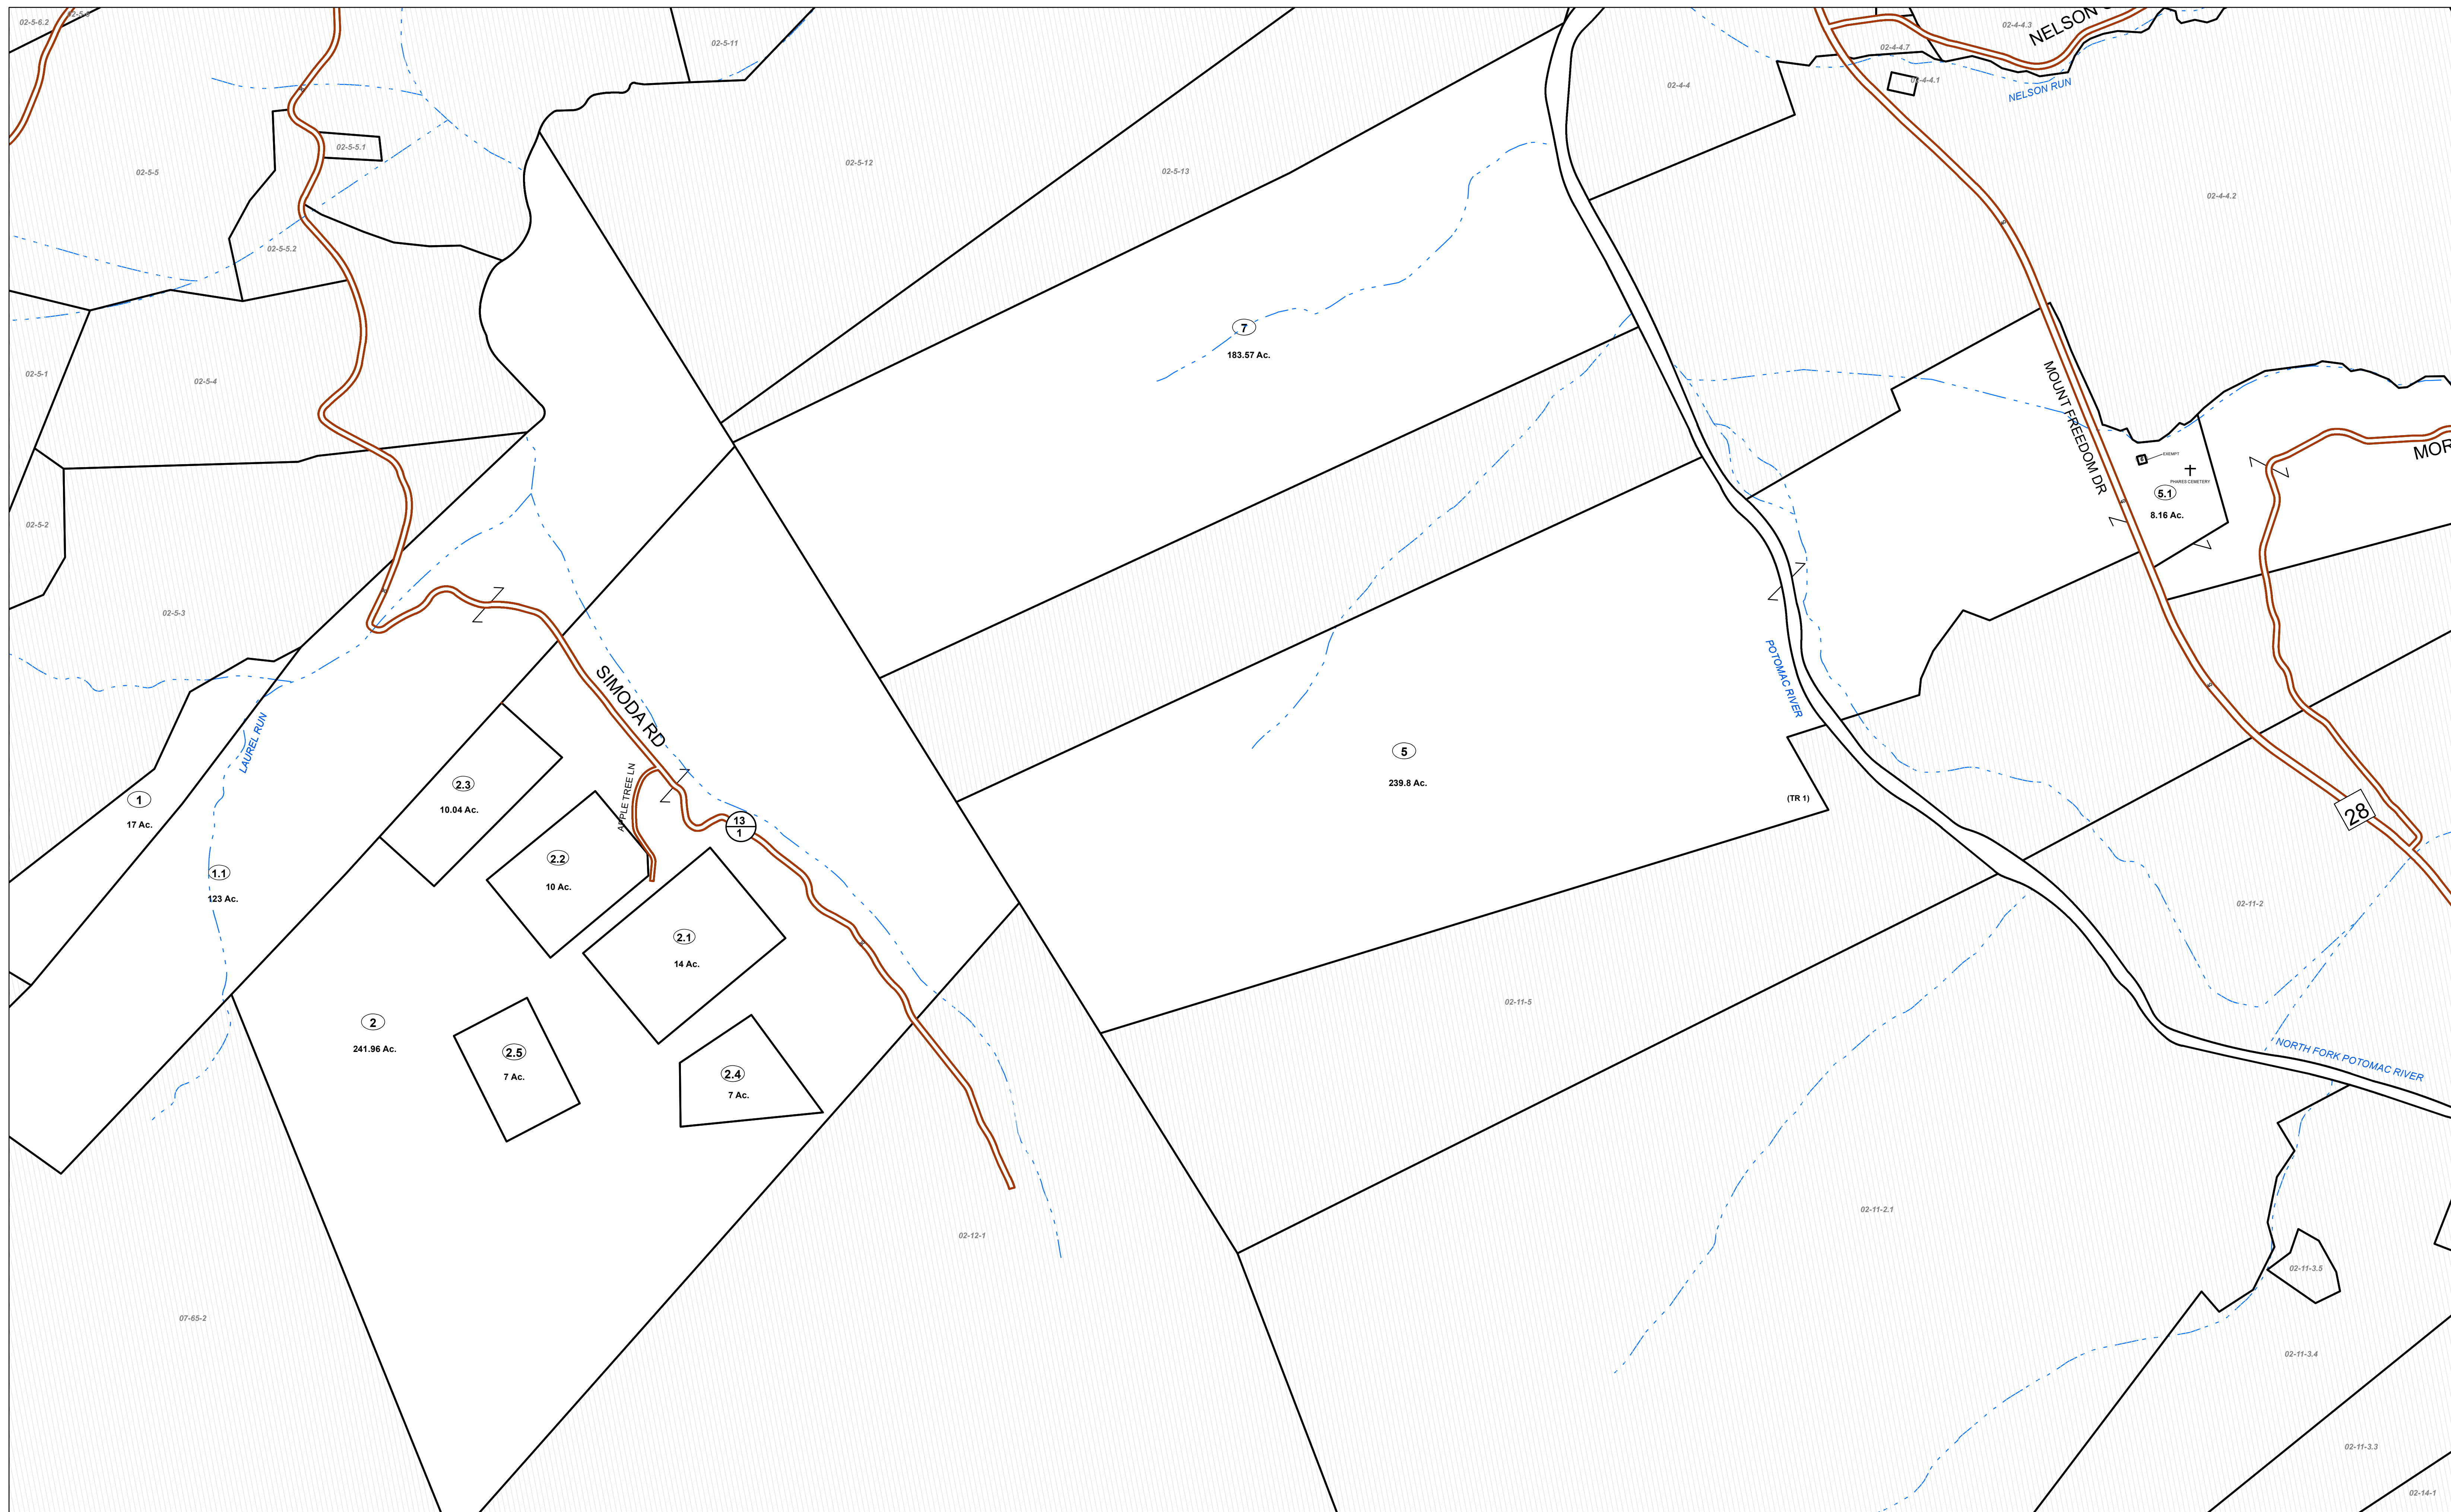 02-5-6.2
02-5-11
02-4-4.3
NELSON
02-4-4.7
02-4-4.1
02-4-4
NELSON RUN
02-5-5.1
02-5-5
02-5-12
02-5-13
02-4-4.2
02-5-5.2
7
183.57 Ac.
02-5-1
02-5-4
MOUNT FREEDOM DR
MOR
EXEMPT
PHARES CEMETERY
5.1
8.16 Ac.
02-5-2
02-5-3
SIMODA RD
POTOMAC RIVER
LAUREL RUN
5
239.8 Ac.
(TR 1)
2.3
10.04 Ac.
APPLE TREE LN
1
17 Ac.
13
1
28
2.2
10 Ac.
1.1
123 Ac.
02-11-2
2.1
14 Ac.
02-11-5
2
241.96 Ac.
2.5
7 Ac.
NORTH FORK POTOMAC RIVER
2.4
7 Ac.
02-11-2.1
02-12-1
02-11-3.5
07-65-2
02-11-3.4
02-11-3.3
02-14-1